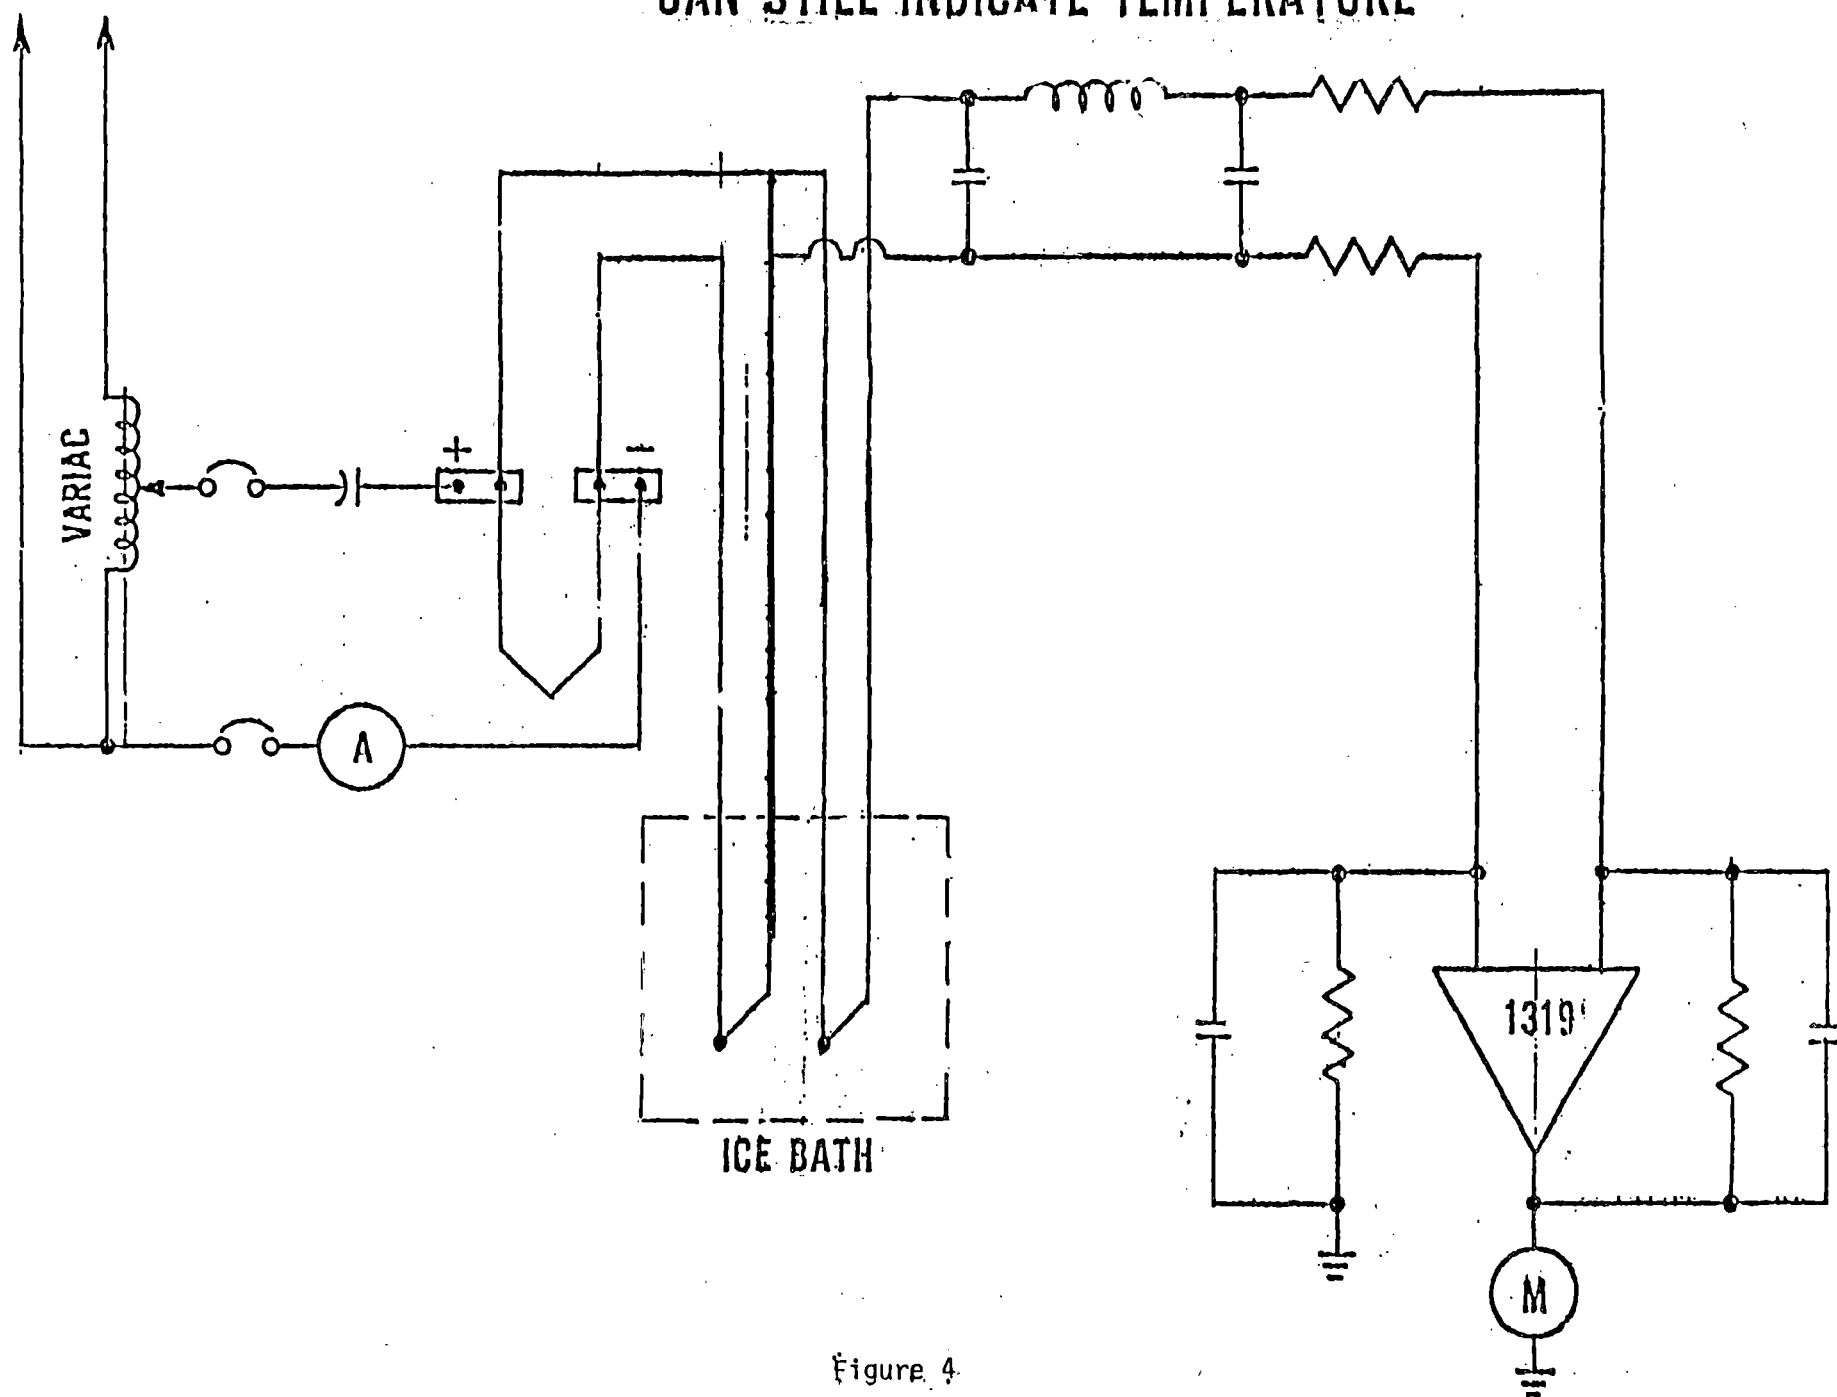 CAN STILL INDICATE TEMPERATURE
VARIAC
+
−
A
1319
ICE BATH
M
Figure 4